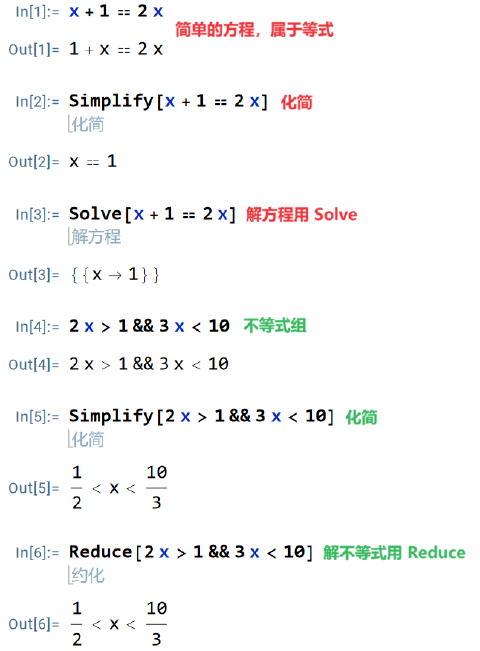 In[1]:= x + 1 == 2 x 简单的方程，属于等式
Out[1]= 1 + x == 2 x
In[2]:= Simplify[x + 1 == 2 x] 化简
化简
Out[2]= x == 1
In[3]:= Solve[x + 1 == 2 x] 解方程用 Solve
解方程
Out[3]= {{x → 1}}
In[4]:= 2 x > 1 && 3 x < 10 不等式组
Out[4]= 2 x > 1 && 3 x < 10
In[5]:= Simplify[2 x > 1 && 3 x < 10] 化简
化简
Out[5]= 1/2 < x < 10/3
In[6]:= Reduce[2 x > 1 && 3 x < 10] 解不等式用 Reduce
约化
Out[6]= 1/2 < x < 10/3